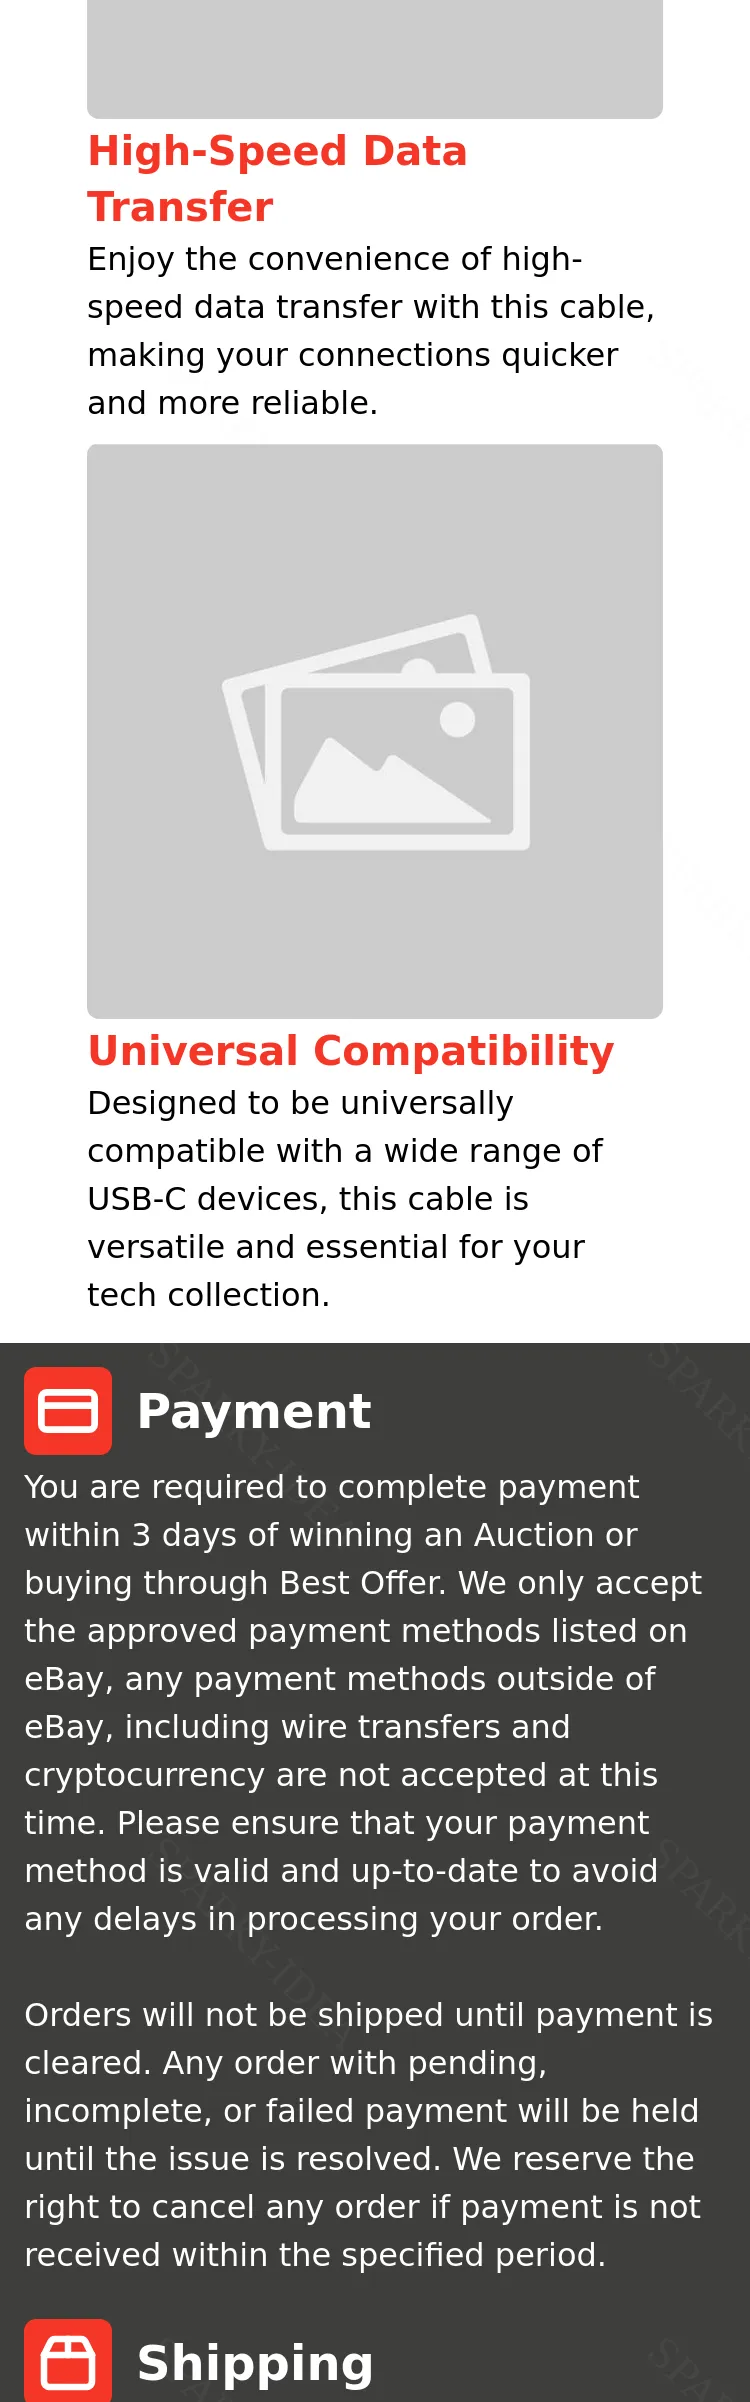 High-Speed Data
Transfer
Enjoy the convenience of high-
speed data transfer with this cable,
making your connections quicker
and more reliable.
Universal Compatibility
Designed to be universally
compatible with a wide range of
USB-C devices, this cable is
versatile and essential for your
tech collection.
Payment
You are required to complete payment
within 3 days of winning an Auction or
buying through Best Offer. We only accept
the approved payment methods listed on
eBay, any payment methods outside of
eBay, including wire transfers and
cryptocurrency are not accepted at this
time. Please ensure that your payment
method is valid and up-to-date to avoid
any delays in processing your order.
Orders will not be shipped until payment is
cleared. Any order with pending,
incomplete, or failed payment will be held
until the issue is resolved. We reserve the
right to cancel any order if payment is not
received within the specified period.
Shipping